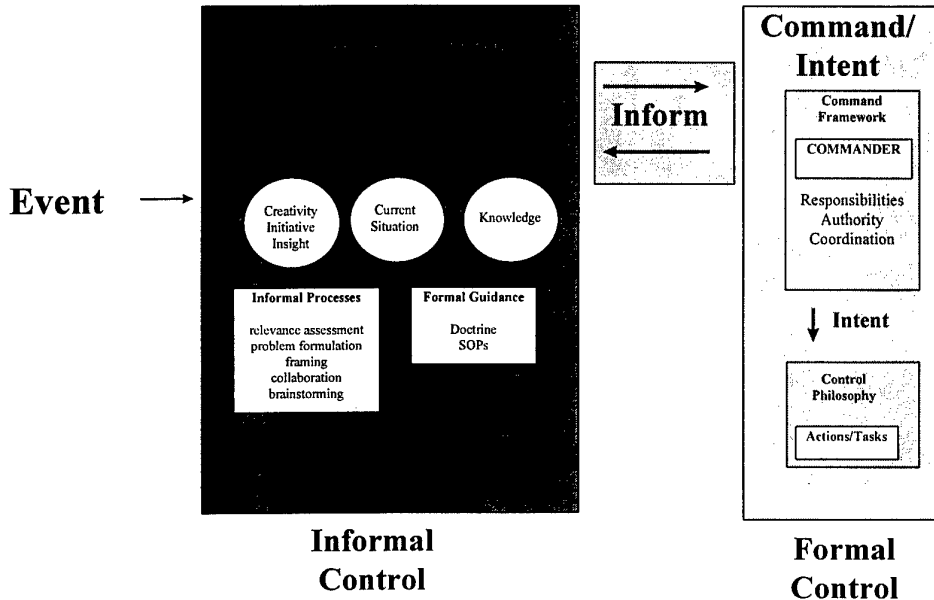 Event
Creativity
Initiative
Insight
Current
Situation
Knowledge
Informal Processes
relevance assessment
problem formulation
framing
collaboration
brainstorming
Formal Guidance
Doctrine
SOPs
Informal
Control
Inform
Command/
Intent
Command
Framework
COMMANDER
Responsibilities
Authority
Coordination
Intent
Control
Philosophy
Actions/Tasks
Formal
Control